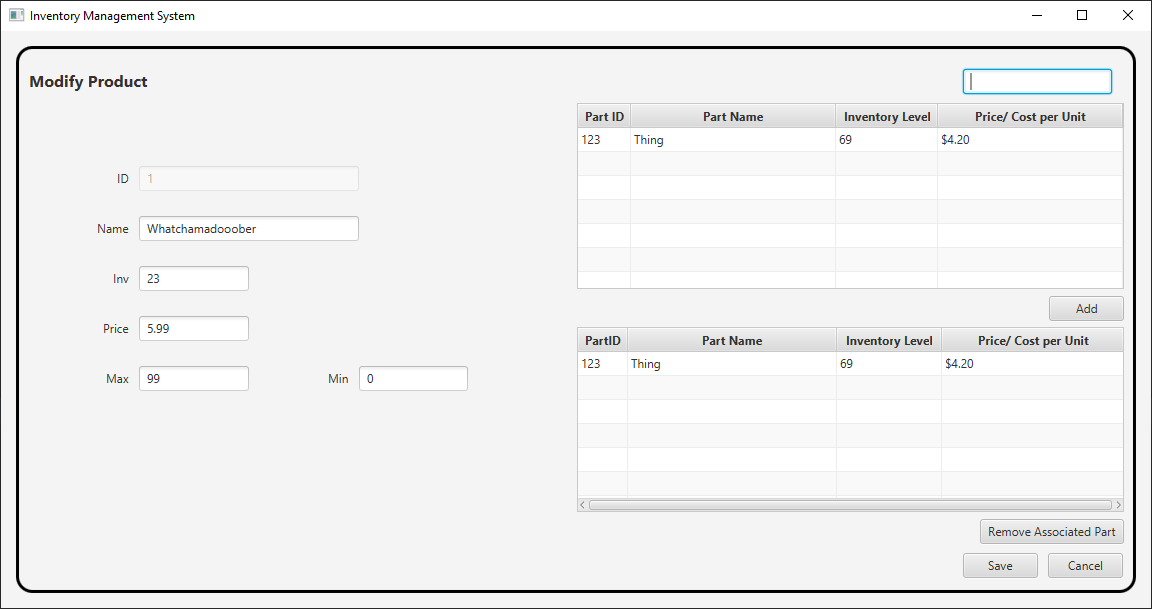 Inventory Management System
Modify Product
ID 1
Name Whatchamadooober
Inv 23
Price 5.99
Max 99 Min 0
Part ID Part Name Inventory Level Price/ Cost per Unit
123 Thing 69 $4.20
Add
PartID Part Name Inventory Level Price/ Cost per Unit
123 Thing 69 $4.20
Remove Associated Part
Save Cancel